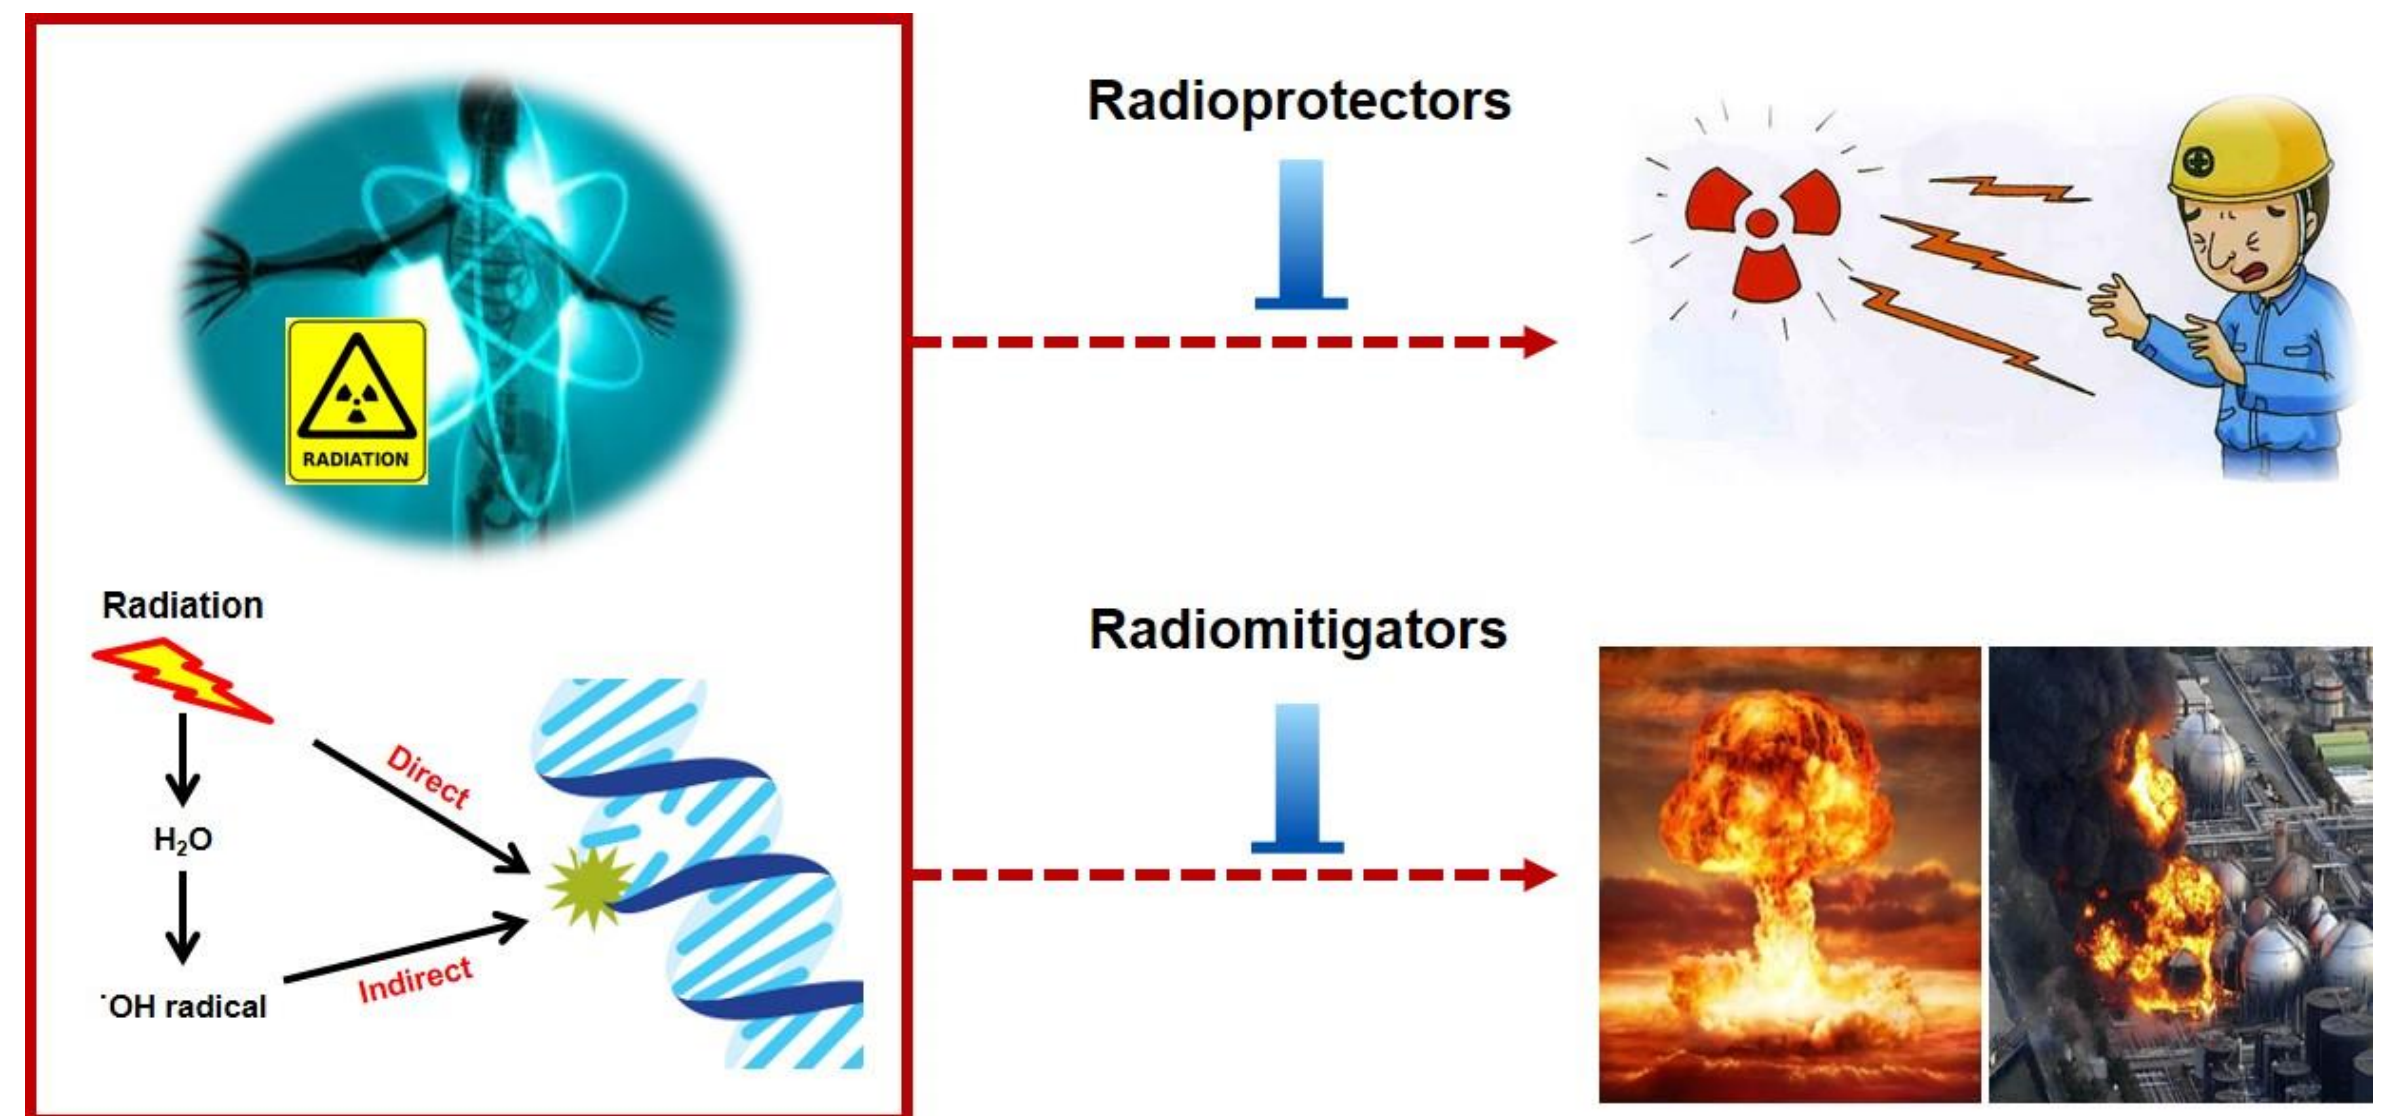 Radioprotectors
RADIATION
Radiation
Direct
H₂O
Indirect
˙OH radical
Radiomitigators